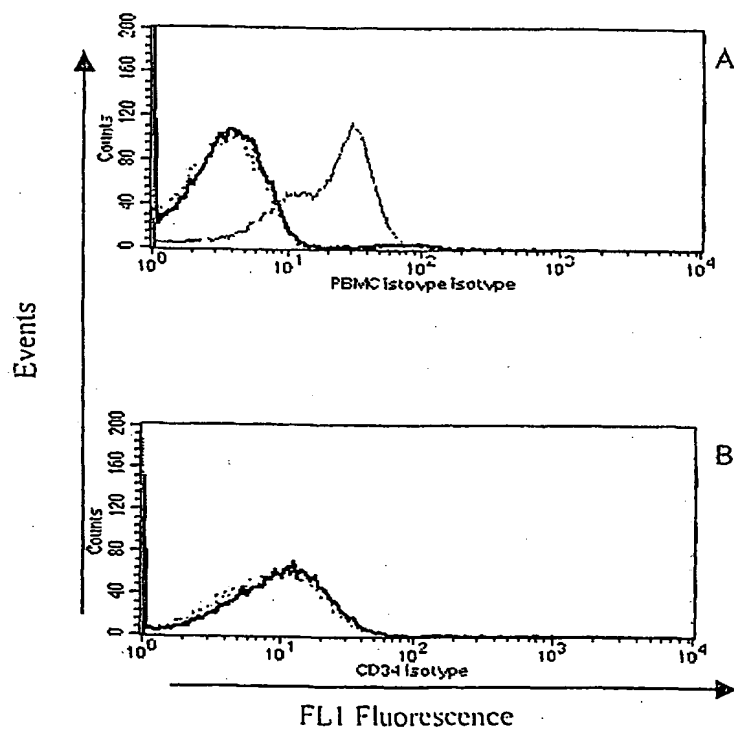 200
160
120
80
40
0
Counts
A
10⁰ 10¹ 10² 10³ 10⁴
PBMC Istoype Isotype
Events
200
160
120
80
40
0
Counts
B
10⁰ 10¹ 10² 10³ 10⁴
CD34 Isotype
FL1 Fluorescence